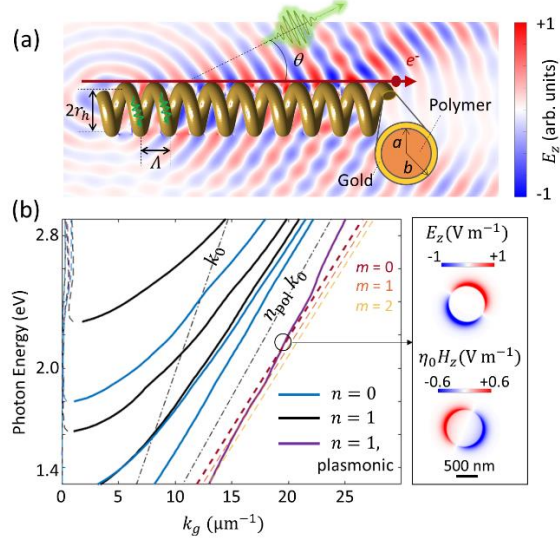 (a)
θ
e⁻
2r_h
Λ
Polymer
a
b
Gold
+1
E_z (arb. units)
-1
(b)
Photon Energy (eV)
2.9
2.0
1.4
k_0
n_pol k_0
m = 0
m = 1
m = 2
n = 0
n = 1
n = 1,
plasmonic
0 5 10 15 20 25
k_g (μm⁻¹)
E_z(V m⁻¹)
-1 +1
η_0H_z(V m⁻¹)
-0.6 +0.6
500 nm